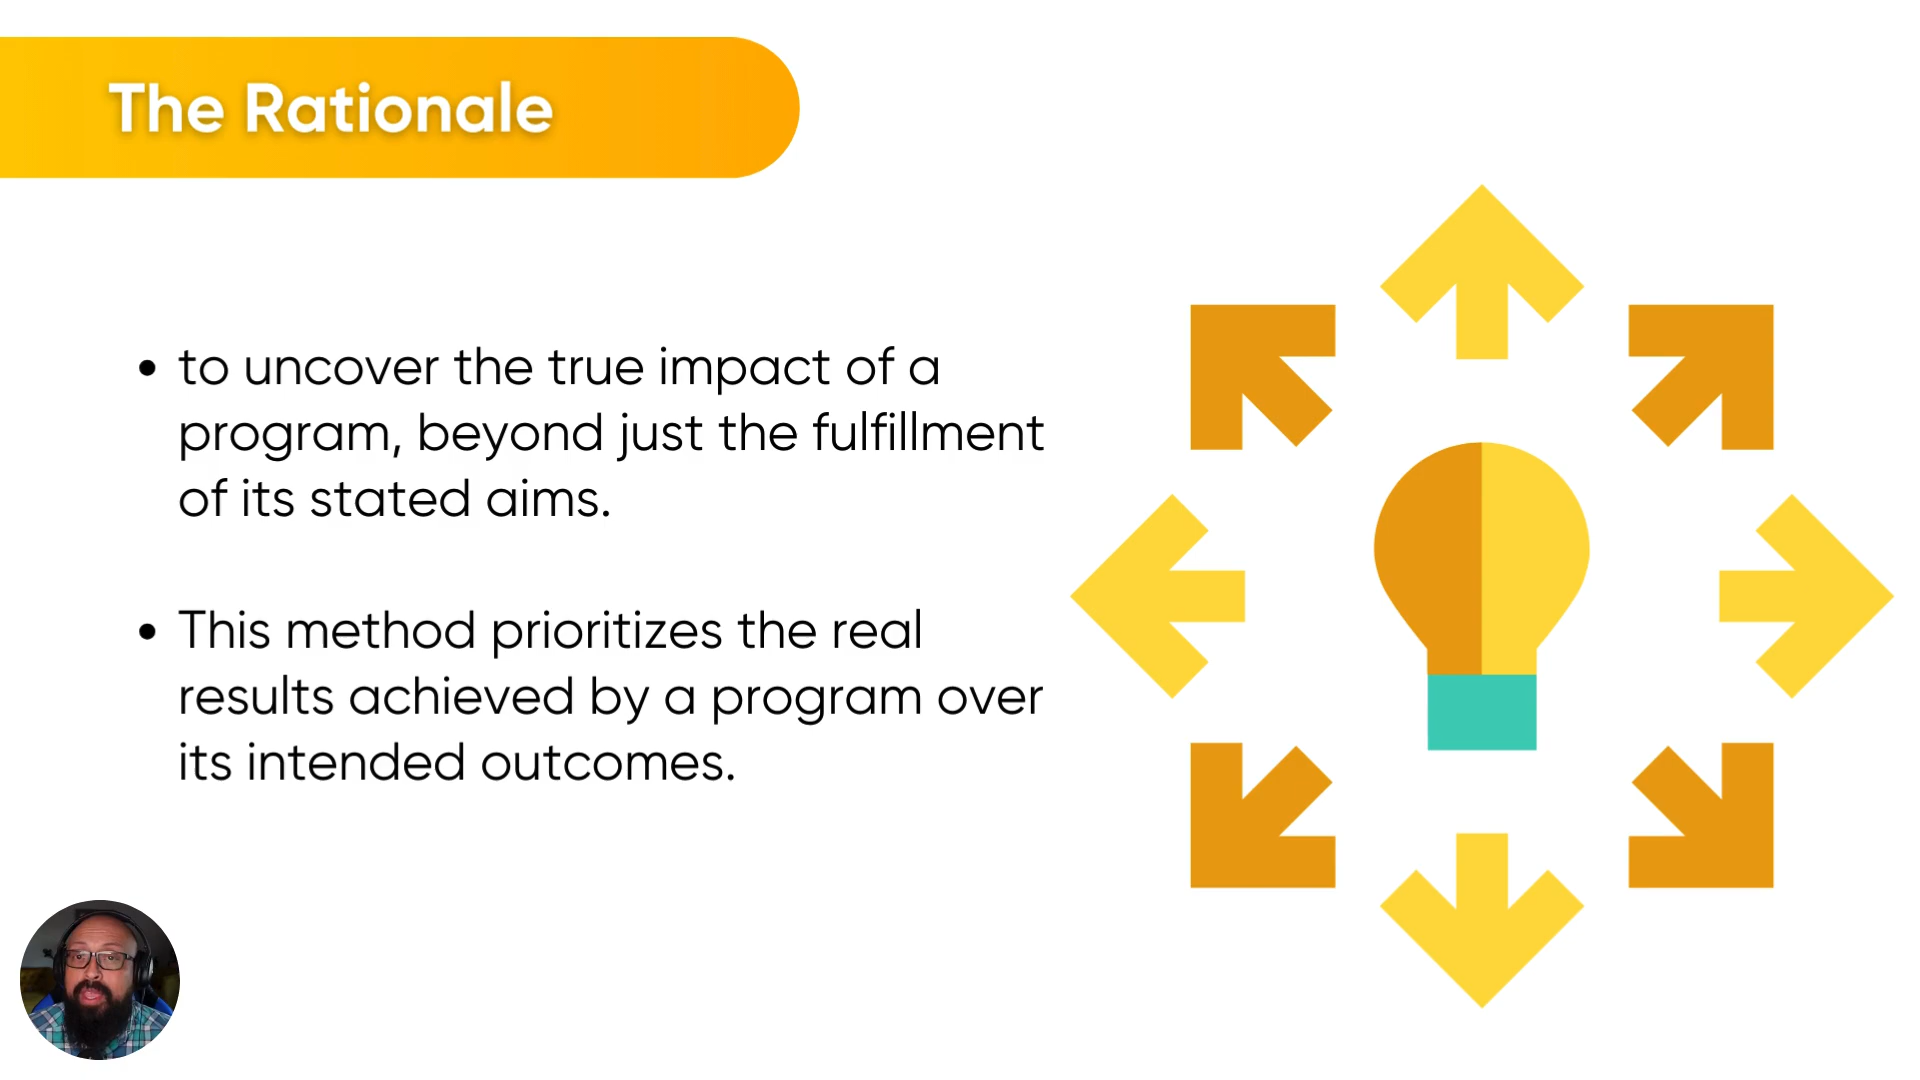 The Rationale
• to uncover the true impact of a
program, beyond just the fulfillment
of its stated aims.
• This method prioritizes the real
results achieved by a program over
its intended outcomes.